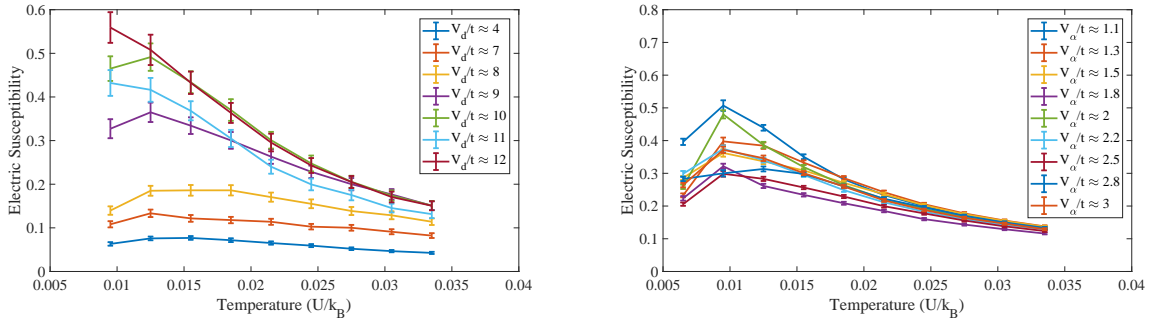 0.6
0.5
0.4
0.3
0.2
0.1
0
0.005
0.01
0.015
0.02
0.025
0.03
0.035
0.04
Electric Susceptibility
Temperature (U/k_B)
V_d/t ≈ 4
V_d/t ≈ 7
V_d/t ≈ 8
V_d/t ≈ 9
V_d/t ≈ 10
V_d/t ≈ 11
V_d/t ≈ 12
0.8
0.7
0.6
0.5
0.4
0.3
0.2
0.1
0
0.005
0.01
0.015
0.02
0.025
0.03
0.035
0.04
Electric Susceptibility
Temperature (U/k_B)
V_α/t ≈ 1.1
V_α/t ≈ 1.3
V_α/t ≈ 1.5
V_α/t ≈ 1.8
V_α/t ≈ 2
V_α/t ≈ 2.2
V_α/t ≈ 2.5
V_α/t ≈ 2.8
V_α/t ≈ 3